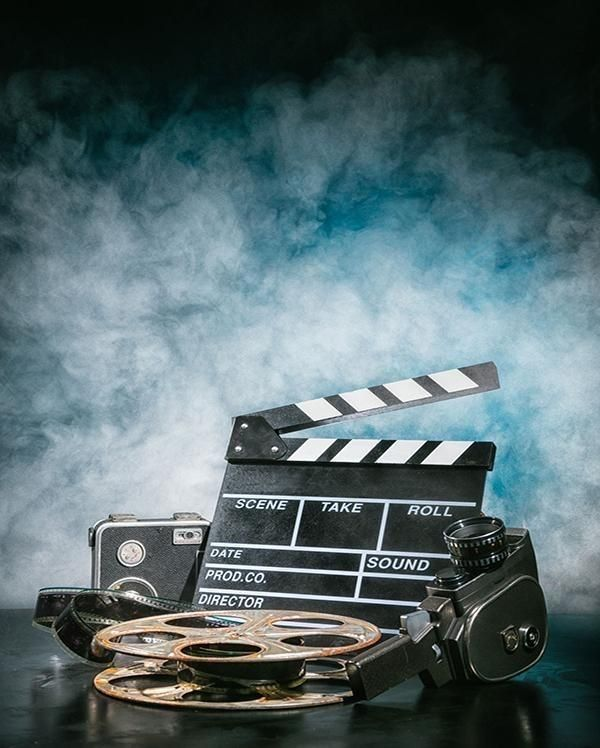 SCENE TAKE ROLL
DATE
SOUND
PROD.CO.
DIRECTOR